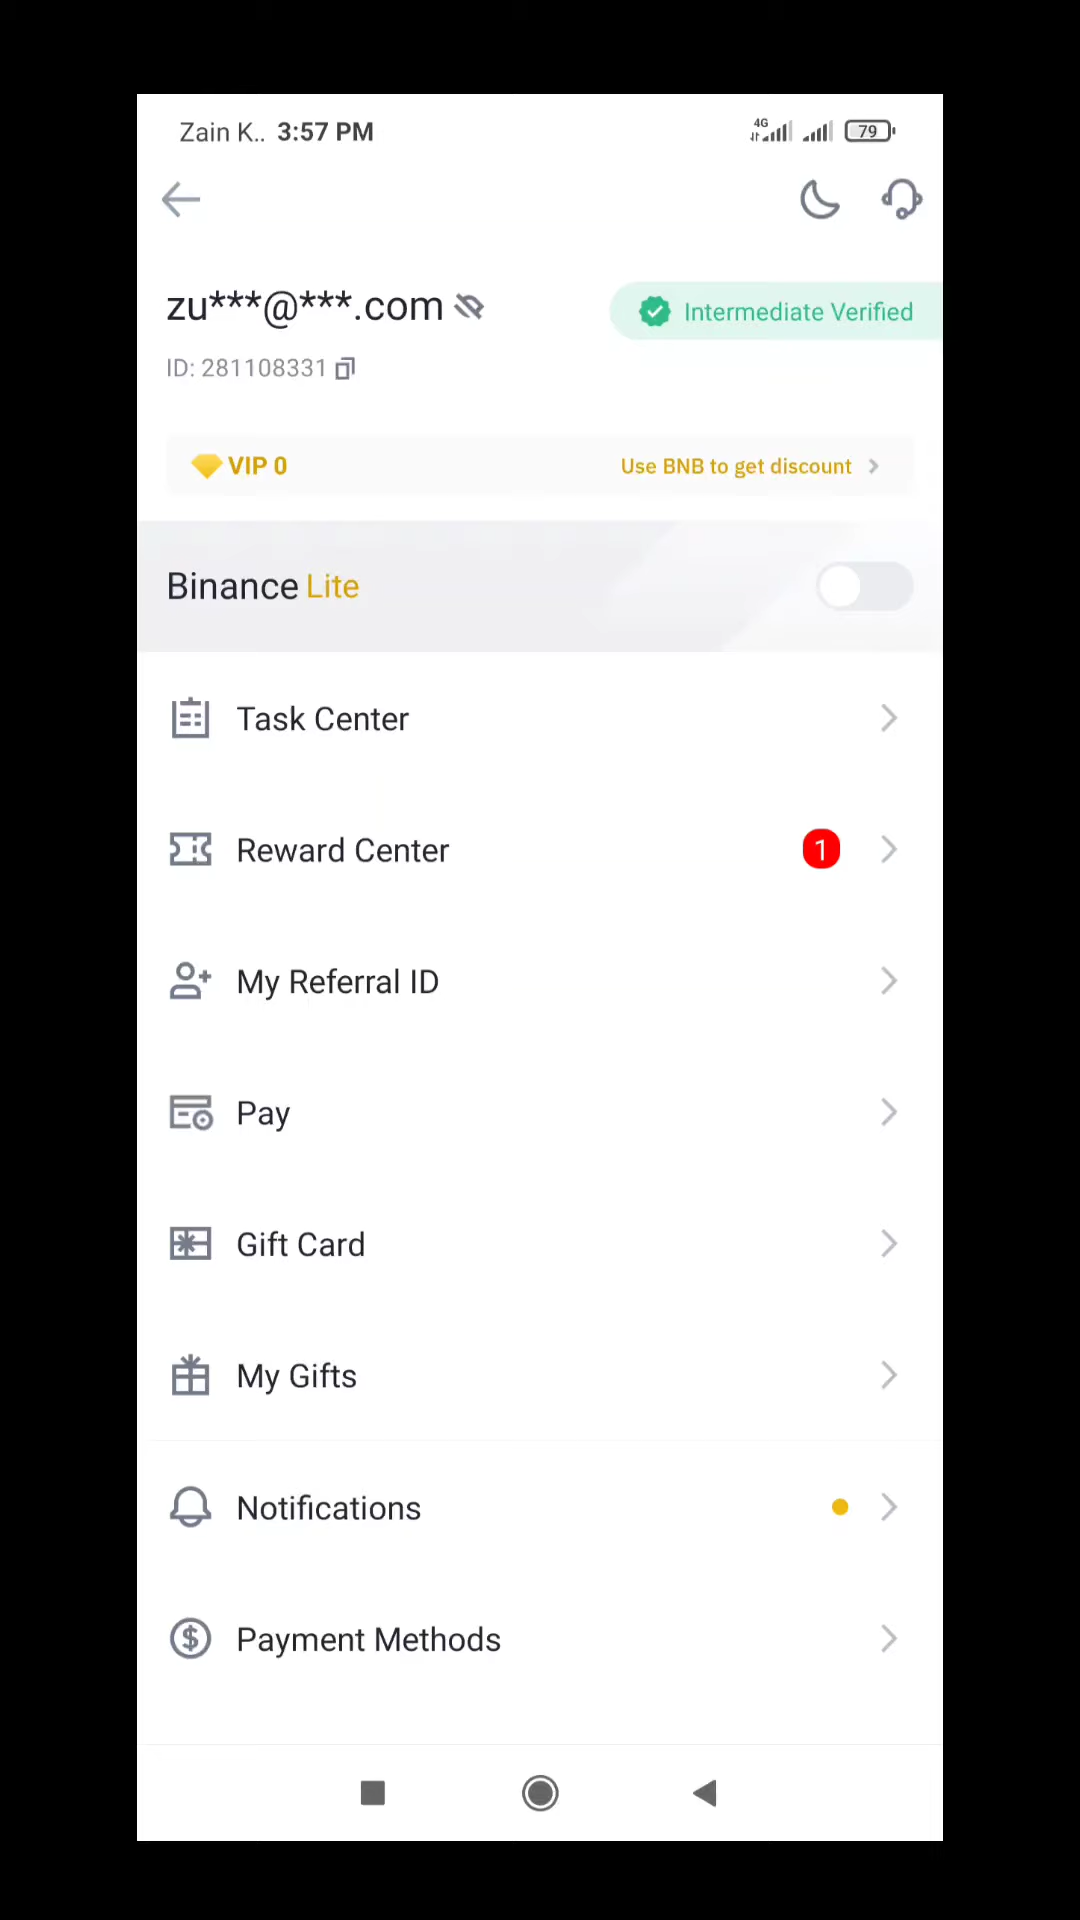 Zain K.. 3:57 PM 4G 79
zu***@***.com Intermediate Verified
ID: 281108331
VIP 0 Use BNB to get discount
Binance Lite
Task Center
Reward Center 1
My Referral ID
Pay
Gift Card
My Gifts
Notifications
Payment Methods